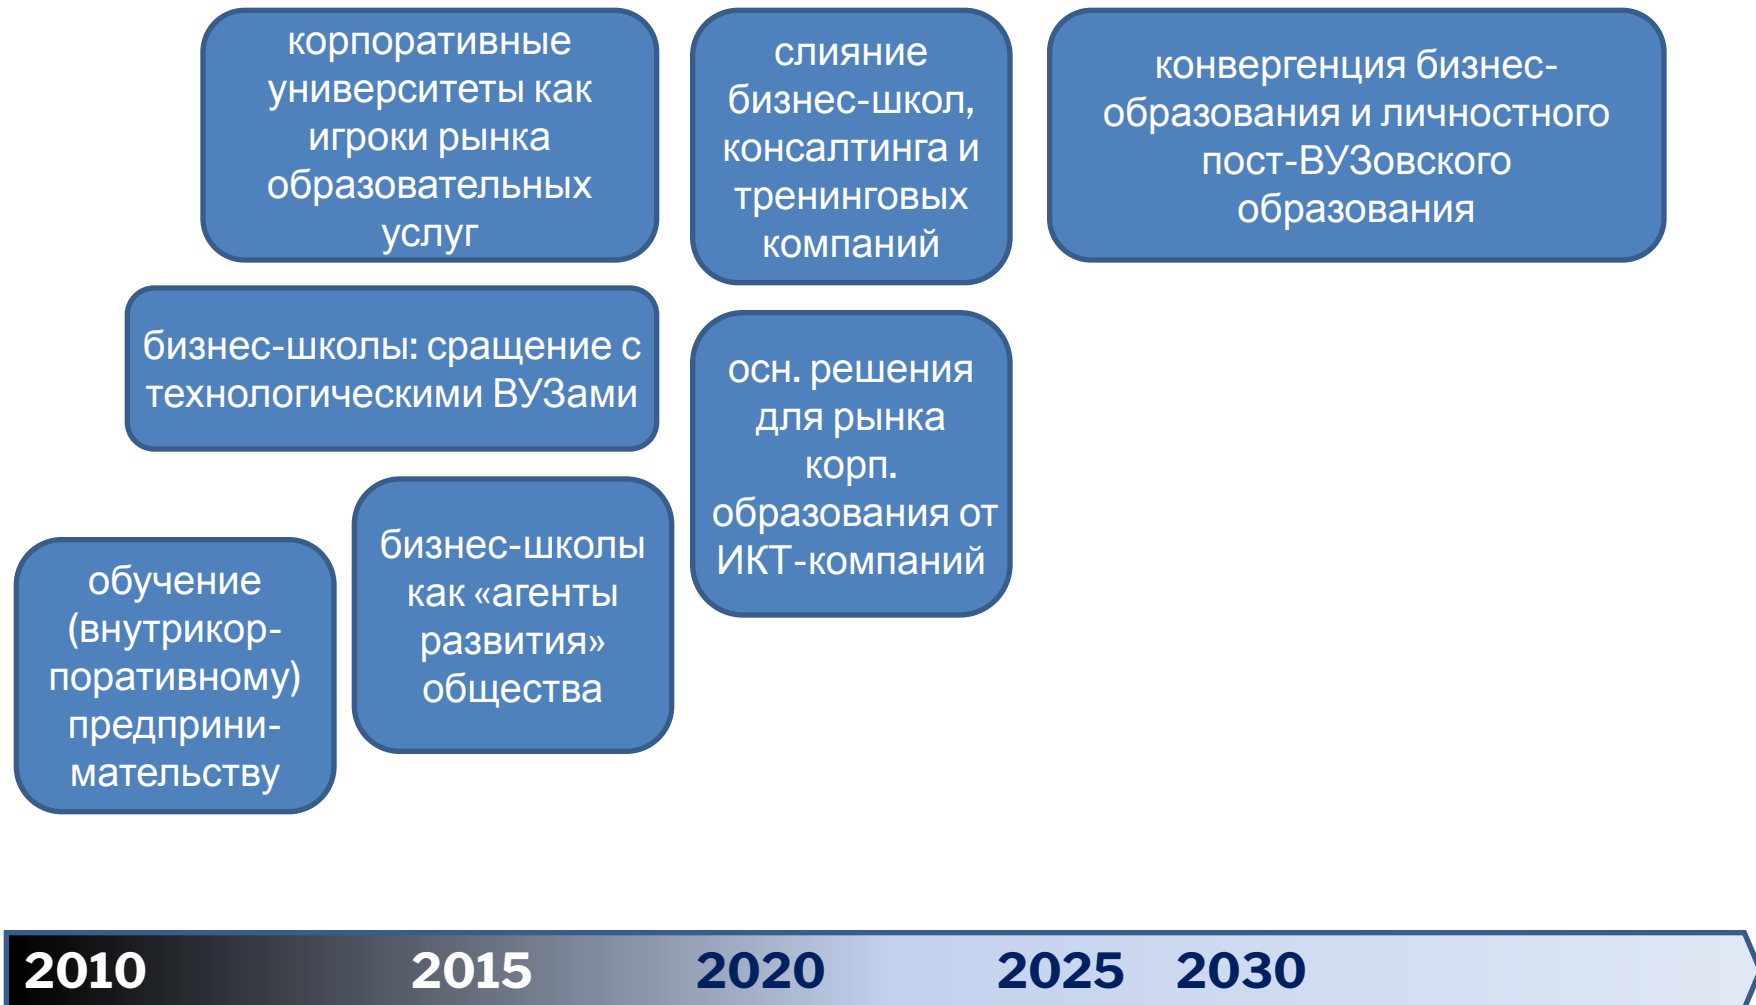 корпоративные
университеты как
игроки рынка
образовательных
услуг
слияние
бизнес-школ,
консалтинга и
тренинговых
компаний
конвергенция бизнес-
образования и личностного
пост-ВУЗовского
образования
бизнес-школы: сращение с
технологическими ВУЗами
осн. решения
для рынка
корп.
образования от
ИКТ-компаний
бизнес-школы
как «агенты
развития»
общества
обучение
(внутрикор-
поративному)
предприни-
мательству
2010 2015 2020 2025 2030